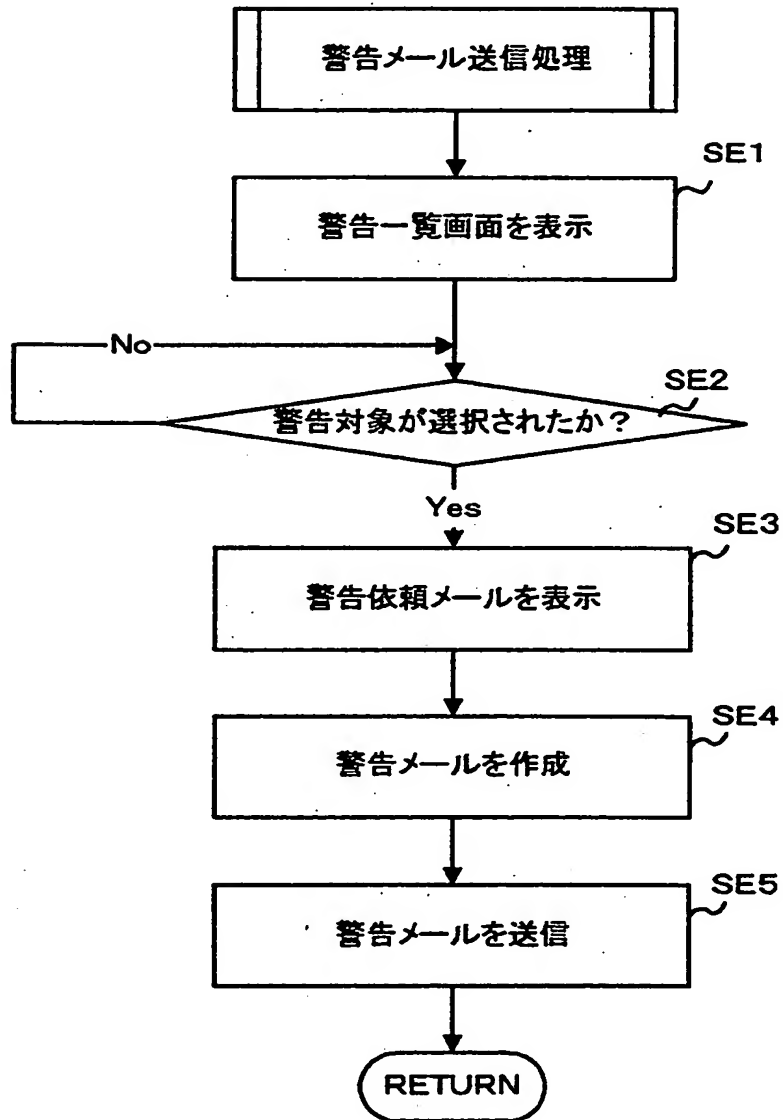 警告メール送信処理
SE1
警告一覧画面を表示
No
SE2
警告対象が選択されたか？
Yes
SE3
警告依頼メールを表示
SE4
警告メールを作成
SE5
警告メールを送信
RETURN